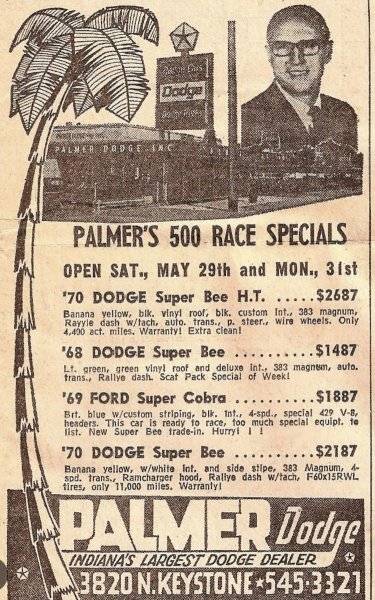 Dodge
PALMER DODGE INC
PALMER'S 500 RACE SPECIALS
OPEN SAT., MAY 29th and MON., 31st
'70 DODGE Super Bee H.T. ......$2687
Banana yellow, blk. vinyl roof, blk. custom int., 383 magnum,
Rayyle dash w/tach, auto. trans., p. steer., wire wheels. Only
4,400 act. miles. Warranty! Extra clean!
'68 DODGE Super Bee ..........$1487
Lt. green, green vinyl roof and deluxe int., 383 magnum, auto.
trans., Rallye dash. Scat Pack Special of Week!
'69 FORD Super Cobra ..........$1887
Brt. blue w/custom striping, blk. int., 4-spd., special 429 V-8,
headers. This car is ready to race, too much special equipt. to
list. New Super Bee trade-in. Hurry! ! !
'70 DODGE Super Bee ..........$2187
Banana yellow, w/white int. and side stipe, 383 Magnum, 4-
spd. trans., Ramcharger hood, Rallye dash w/tach, F60x15RWL
tires, only 11,000 miles. Warranty!
PALMER Dodge
INDIANA'S LARGEST DODGE DEALER
3820 N. KEYSTONE★545-3321